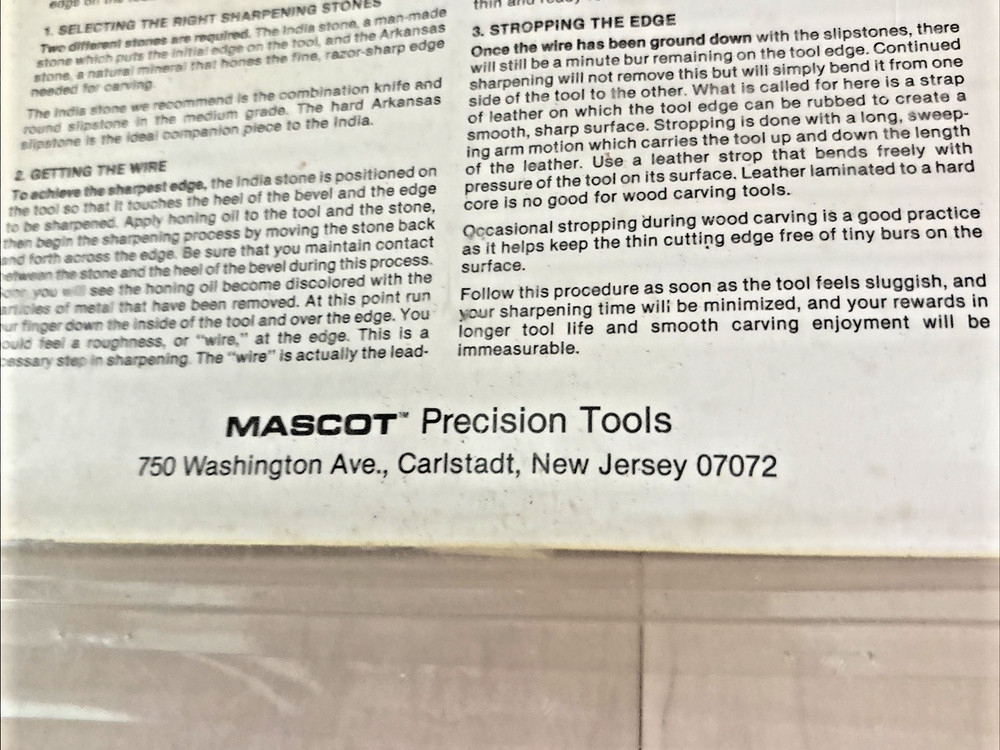 edge on the
1. SELECTING THE RIGHT SHARPENING STONES
Two different stones are required. The India stone, a man-made
stone which puts the initial edge on the tool, and the Arkansas
stone, a natural mineral that hones the fine, razor-sharp edge
needed for carving.
The India stone we recommend is the combination knife and
round slipstone in the medium grade. The hard Arkansas
slipstone is the ideal companion piece to the India.
2. GETTING THE WIRE
To achieve the sharpest edge, the India stone is positioned on
the tool so that it touches the heel of the bevel and the edge
to be sharpened. Apply honing oil to the tool and the stone,
then begin the sharpening process by moving the stone back
and forth across the edge. Be sure that you maintain contact
between the stone and the heel of the bevel during this process.
you will see the honing oil become discolored with the
articles of metal that have been removed. At this point run
ur finger down the inside of the tool and over the edge. You
ould feel a roughness, or "wire," at the edge. This is a
cessary step in sharpening. The "wire" is actually the lead-
thin and ready
3. STROPPING THE EDGE
Once the wire has been ground down with the slipstones, there
will still be a minute bur remaining on the tool edge. Continued
sharpening will not remove this but will simply bend it from one
side of the tool to the other. What is called for here is a strap
of leather on which the tool edge can be rubbed to create a
smooth, sharp surface. Stropping is done with a long, sweep-
ing arm motion which carries the tool up and down the length
of the leather. Use a leather strop that bends freely with
pressure of the tool on its surface. Leather laminated to a hard
core is no good for wood carving tools.
Occasional stropping during wood carving is a good practice
as it helps keep the thin cutting edge free of tiny burs on the
surface.
Follow this procedure as soon as the tool feels sluggish, and
your sharpening time will be minimized, and your rewards in
longer tool life and smooth carving enjoyment will be
immeasurable.
MASCOT™ Precision Tools
750 Washington Ave., Carlstadt, New Jersey 07072